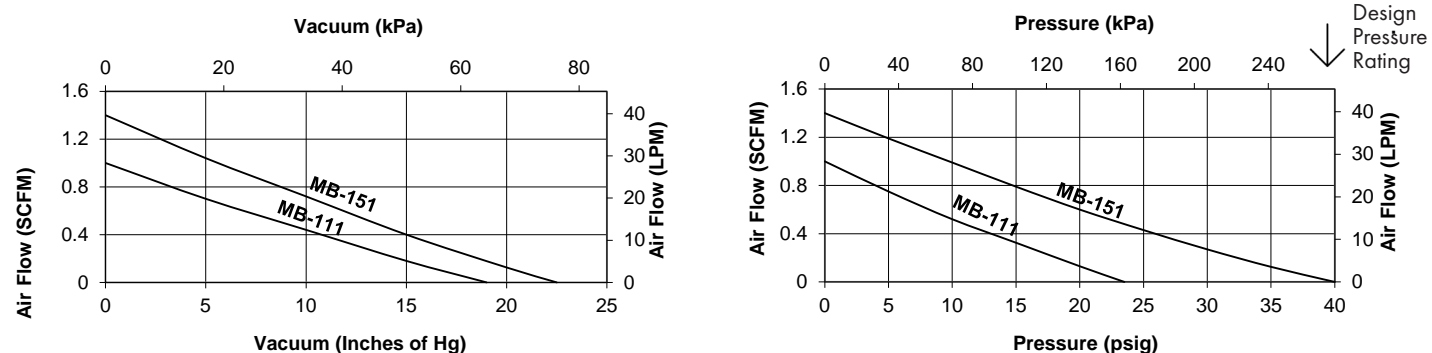 Vacuum (kPa)
0 20 40 60 80
1.6
1.2
0.8
0.4
0
Air Flow (SCFM)
MB-151
MB-111
40
30
20
10
0
Air Flow (LPM)
0 5 10 15 20 25
Vacuum (Inches of Hg)
Pressure (kPa)
0 40 80 120 160 200 240
Design
Pressure
Rating
1.6
1.2
0.8
0.4
0
Air Flow (SCFM)
MB-151
MB-111
40
30
20
10
0
Air Flow (LPM)
0 5 10 15 20 25 30 35 40
Pressure (psig)